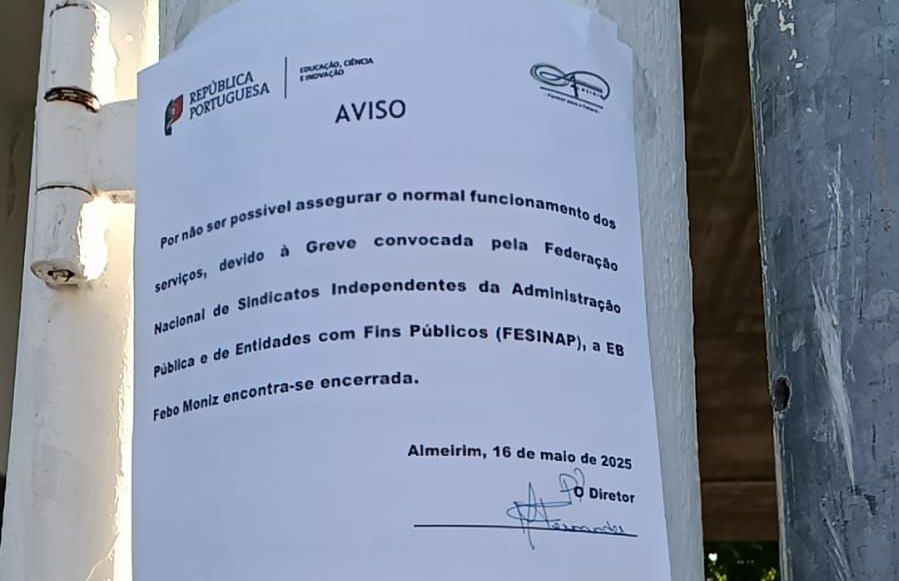 REPÚBLICA
PORTUGUESA
EDUCAÇÃO, CIÊNCIA
E INOVAÇÃO
AVISO
Por não ser possível assegurar o normal funcionamento dos
serviços, devido à Greve convocada pela Federação
Nacional de Sindicatos Independentes da Administração
Pública e de Entidades com Fins Públicos (FESINAP), a EB
Febo Moniz encontra-se encerrada.
Almeirim, 16 de maio de 2025
P' O Diretor